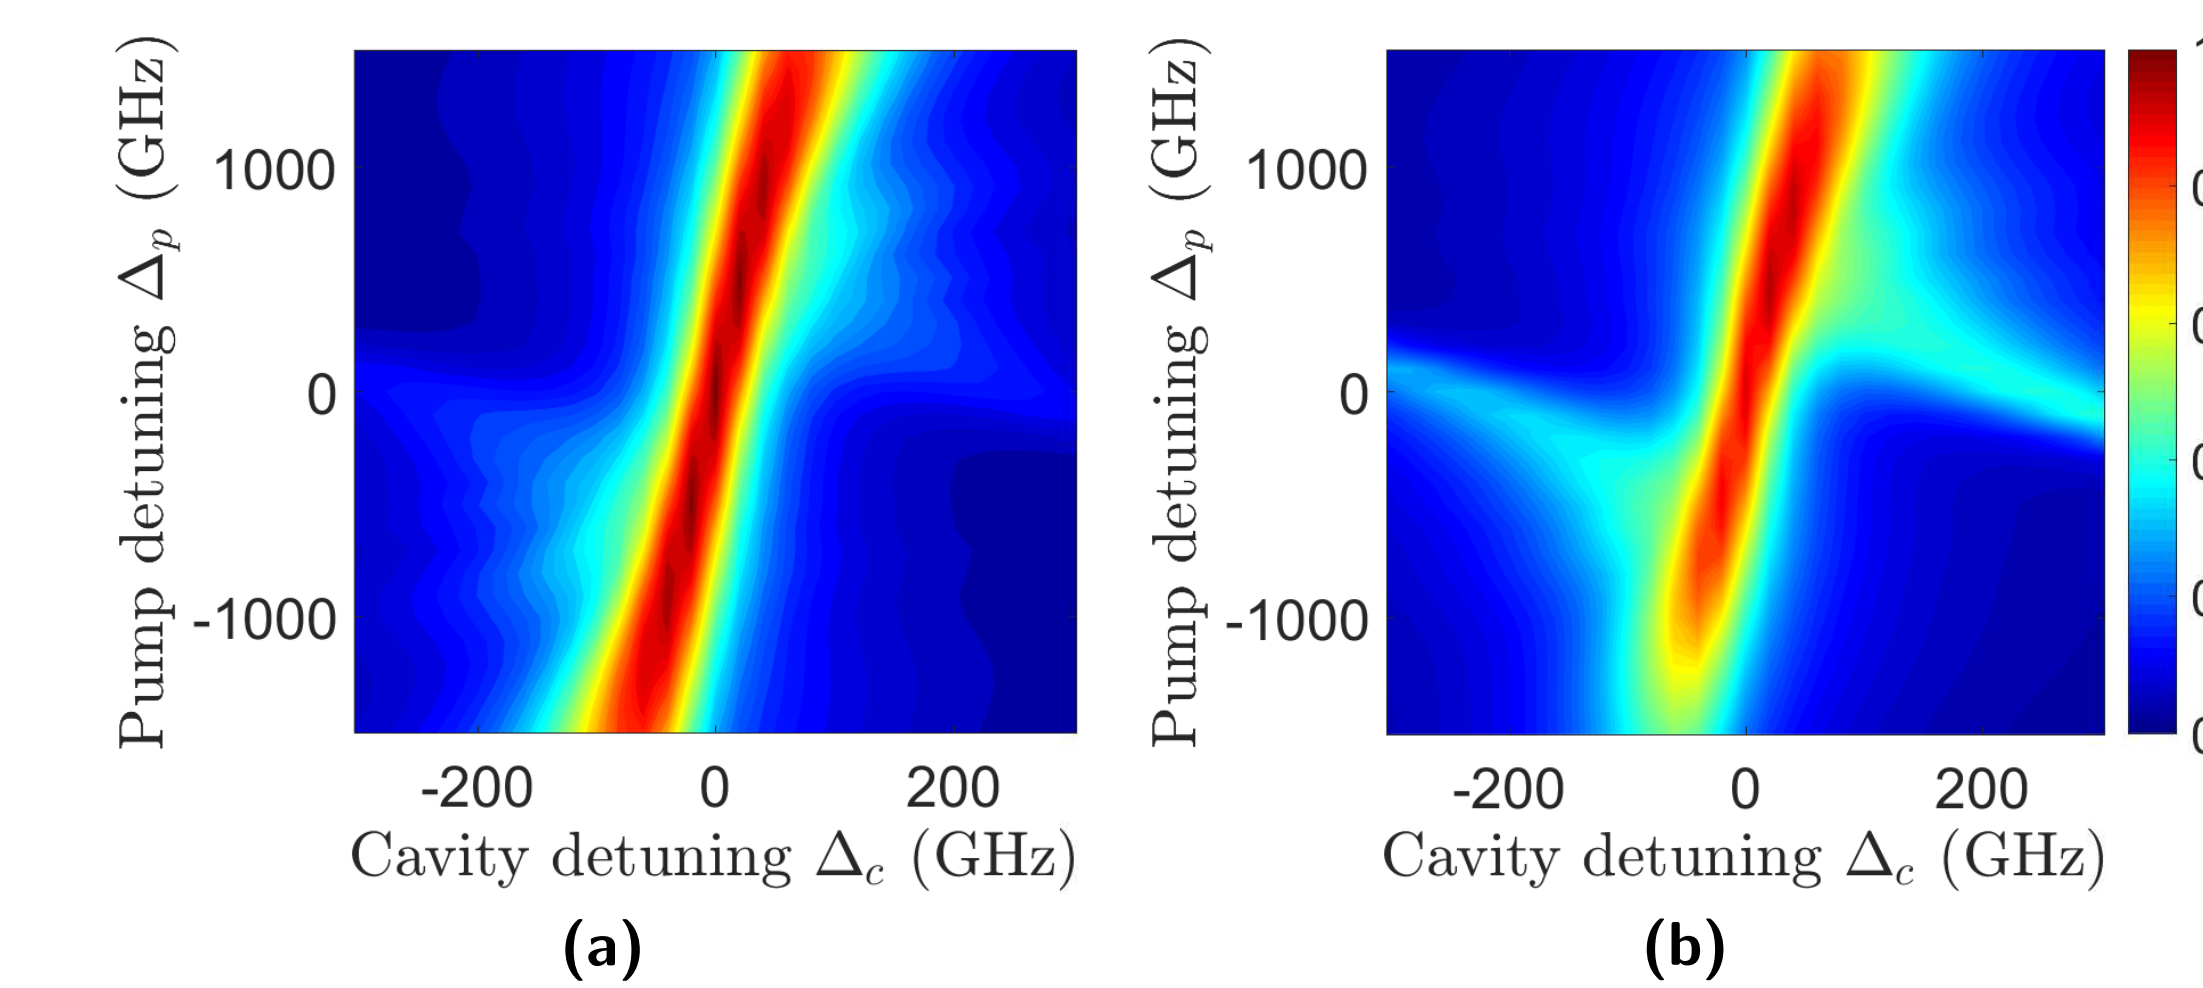 Pump detuning Δp (GHz)
1000
0
-1000
-200 0 200
Cavity detuning Δc (GHz)
(a)
Pump detuning Δp (GHz)
1000
0
-1000
-200 0 200
Cavity detuning Δc (GHz)
(b)